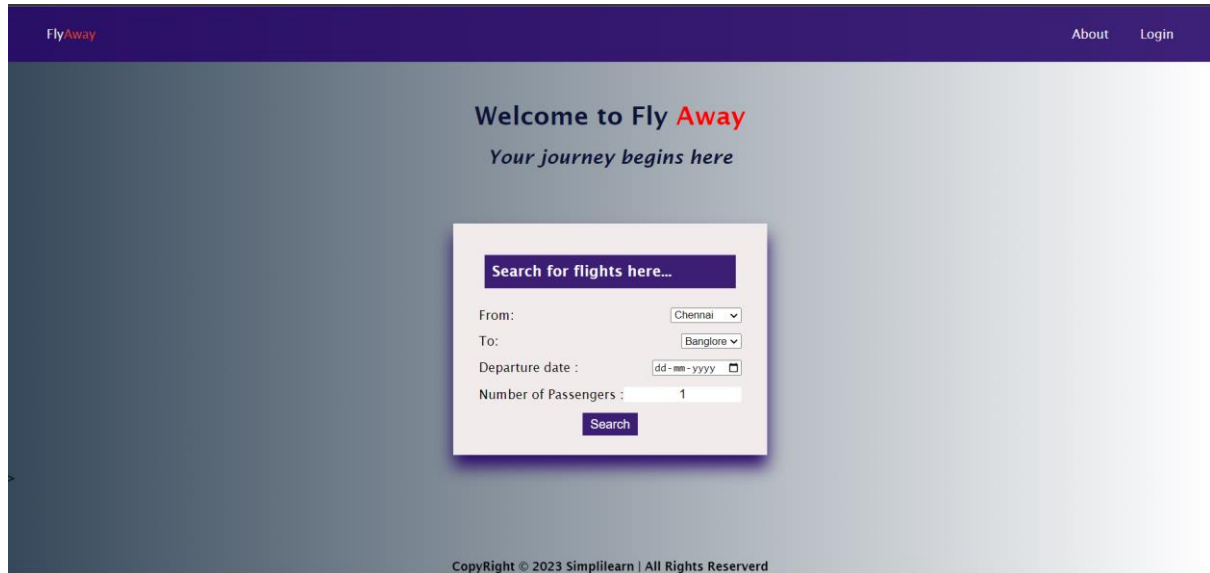 FlyAway
About
Login
Welcome to Fly Away
Your journey begins here
Search for flights here...
From:
Chennai
To:
Banglore
Departure date :
dd-mm-yyyy
Number of Passengers :
1
Search
>
CopyRight © 2023 Simplilearn | All Rights Reserverd